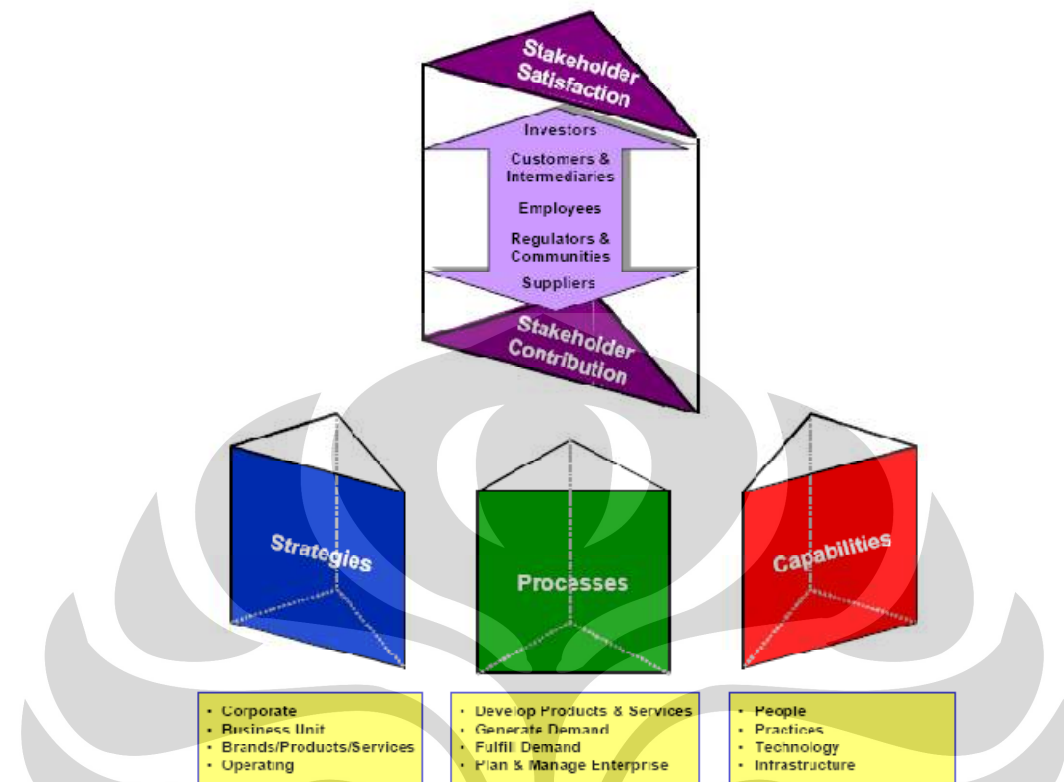 Stakeholder
Satisfaction
Investors
Customers &
Intermediaries
Employees
Regulators &
Communities
Suppliers
Stakeholder
Contribution
Strategies
Processes
Capabilities
• Corporate
• Business Unit
• Brands/Products/Services
• Operating
• Develop Products & Services
• Generate Demand
• Fulfill Demand
• Plan & Manage Enterprise
• People
• Practices
• Technology
• Infrastructure